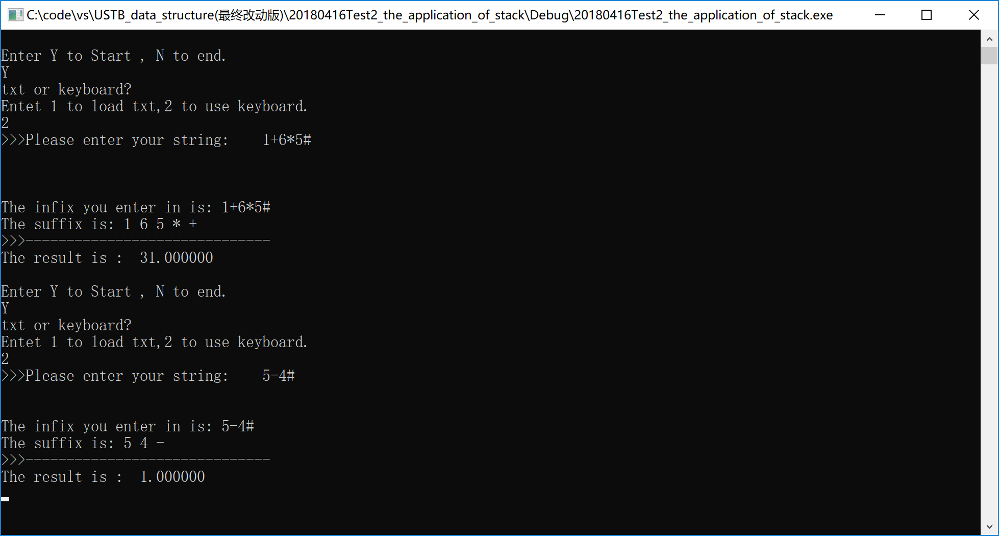 C:\code\vs\USTB_data_structure(最终改动版)\20180416Test2_the_application_of_stack\Debug\20180416Test2_the_application_of_stack.exe
Enter Y to Start , N to end.
Y
txt or keyboard?
Entet 1 to load txt,2 to use keyboard.
2
>>>Please enter your string:    1+6*5#
The infix you enter in is: 1+6*5#
The suffix is: 1 6 5 * +
>>>------------------------------
The result is :  31.000000
Enter Y to Start , N to end.
Y
txt or keyboard?
Entet 1 to load txt,2 to use keyboard.
2
>>>Please enter your string:    5-4#
The infix you enter in is: 5-4#
The suffix is: 5 4 -
>>>------------------------------
The result is :  1.000000